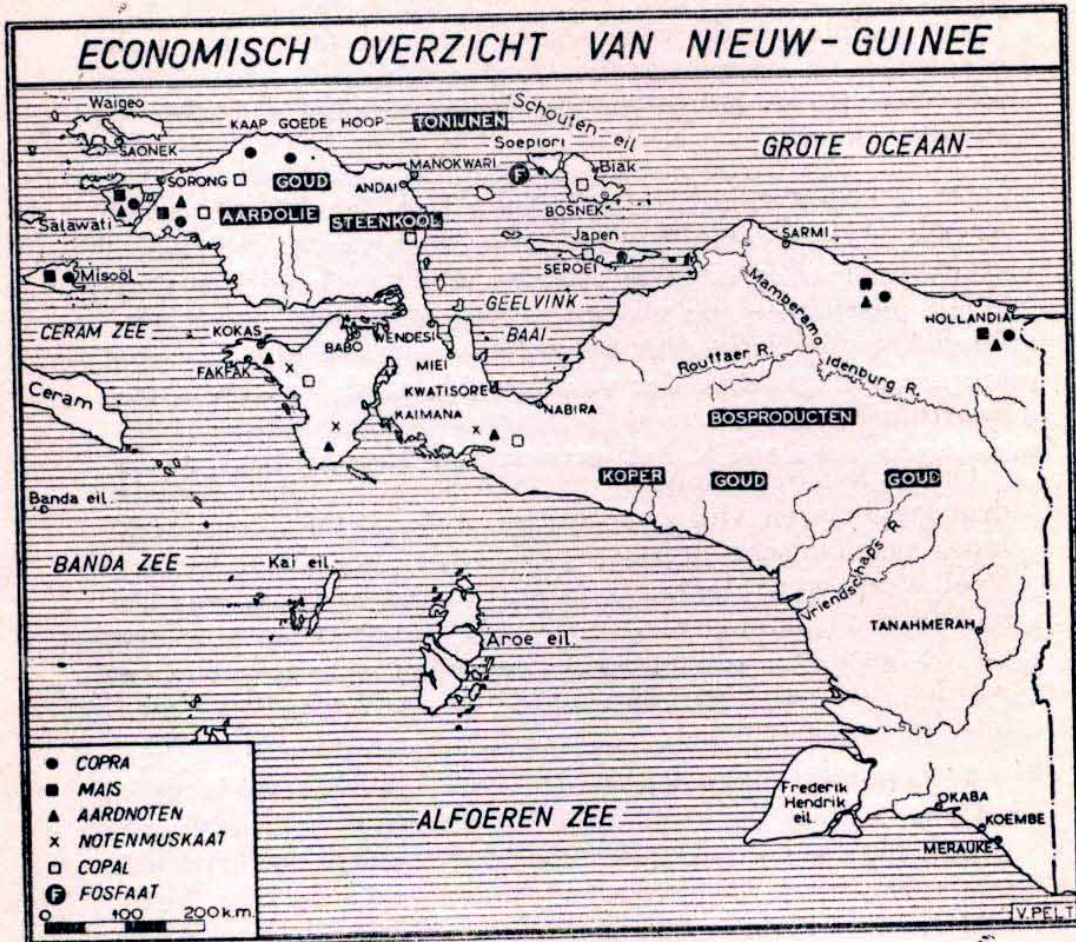 ECONOMISCH OVERZICHT VAN NIEUW-GUINEE
Waigeo
SAONEK
KAAP GOEDE HOOP
TONIJNEN
Schouten-eil
Soepiori
Biak
BOSNEK
GROTE OCEAAN
SORONG
GOUD
ANDAI
MANOKWARI
F
Salawati
AARDOLIE
STEENKOOL
Japen
SEROEI
SARMI
Misoöl
GEELVINK
BAAI
Mamberamo
HOLLANDIA
CERAM ZEE
KOKAS
BABO
WENDESI
FAKFAK
MIEI
KWATISORE
Rouffaer R.
Idenburg R.
Ceram
KAIMANA
NABIRA
BOSPRODUCTEN
KOPER
GOUD
GOUD
Banda eil.
BANDA ZEE
Kai eil.
Vriendschaps R.
TANAHMERAH
Aroe eil.
ALFOEREN ZEE
Frederik
Hendrik
eil.
OKABA
KOEMBE
MERAUKE
COPRA
MAIS
AARDNOTEN
NOTENMUSKAAT
COPAL
F FOSFAAT
0 100 200 k.m.
V.PELT